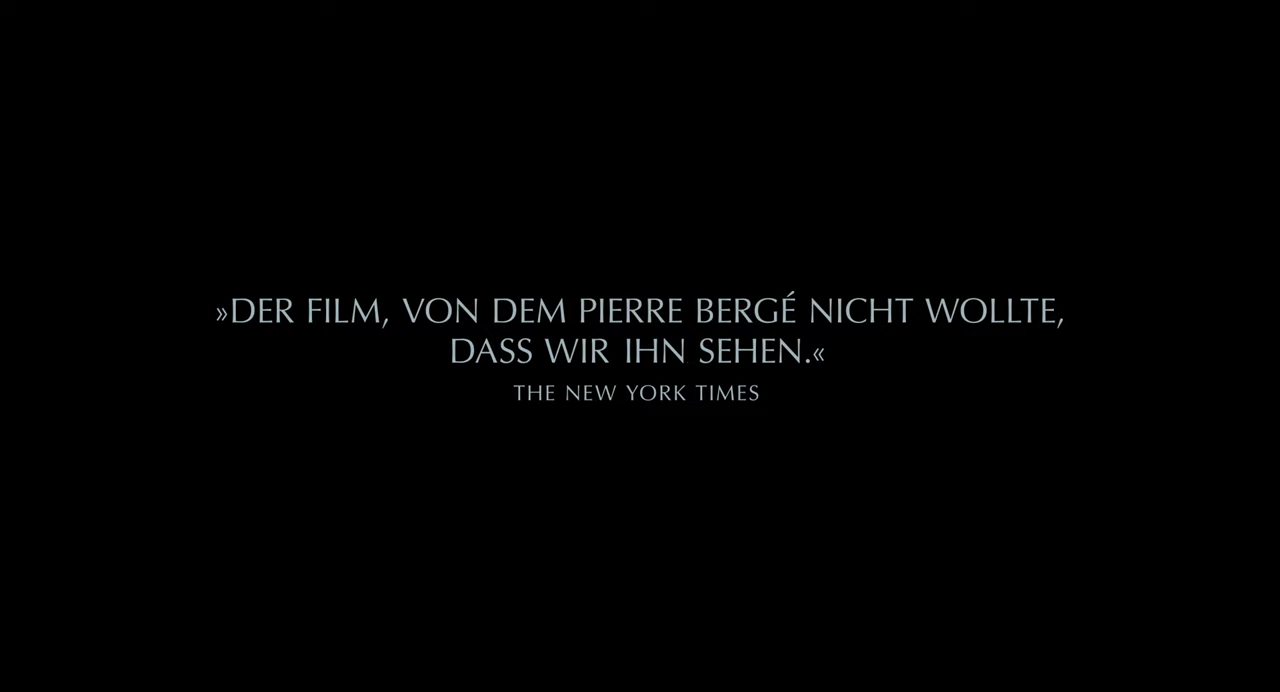 »DER FILM, VON DEM PIERRE BERGÉ NICHT WOLLTE,
DASS WIR IHN SEHEN.«
THE NEW YORK TIMES